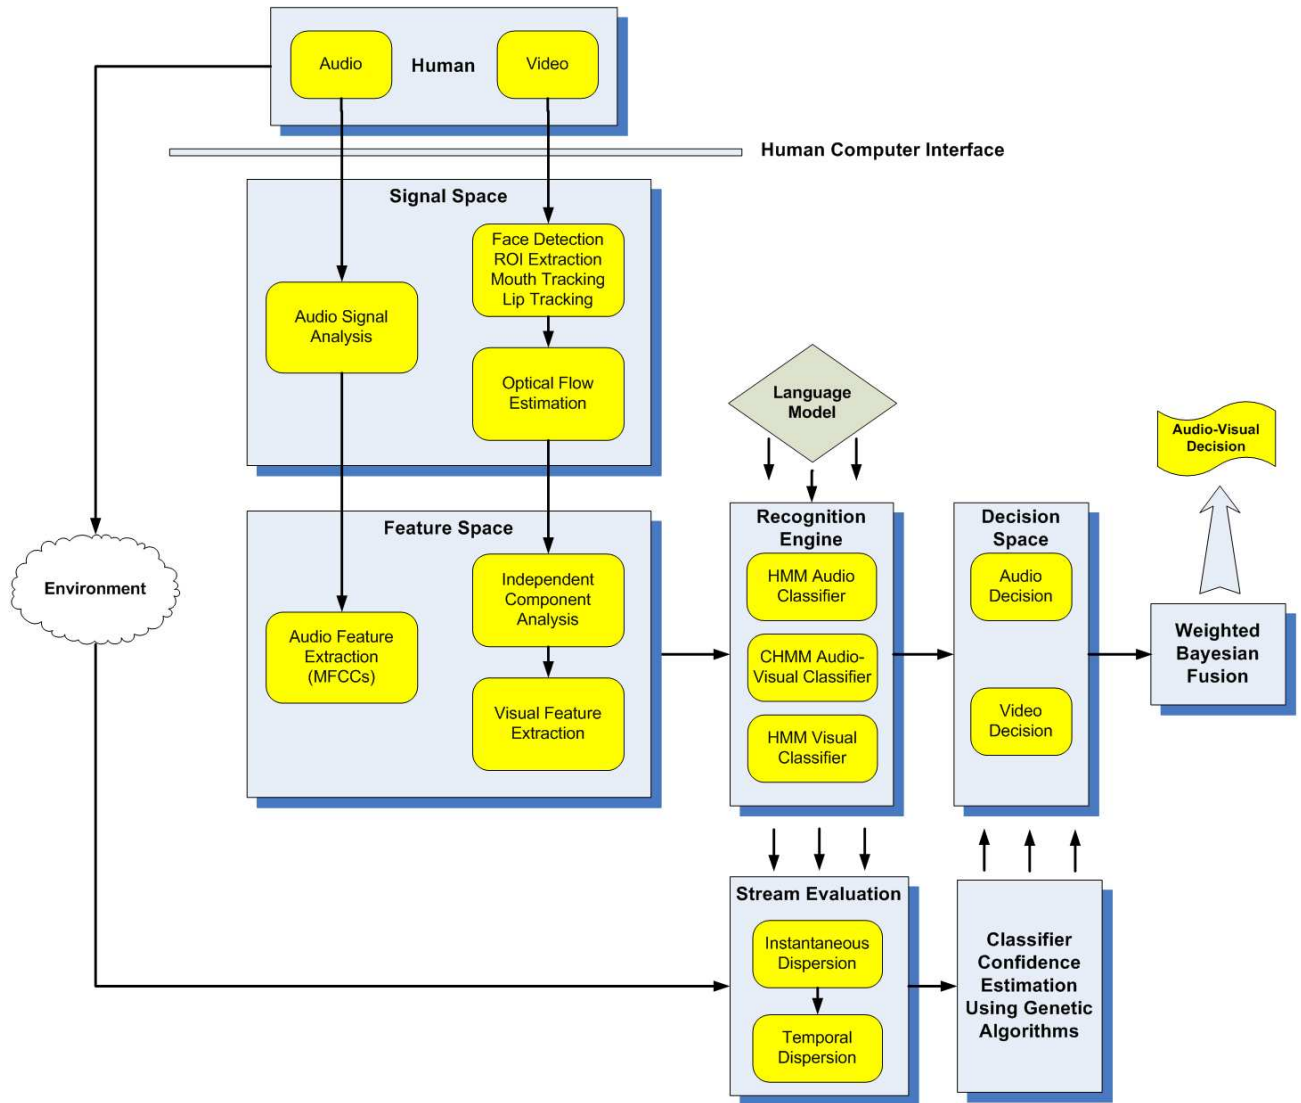 Audio
Human
Video
Human Computer Interface
Signal Space
Face Detection
ROI Extraction
Mouth Tracking
Lip Tracking
Audio Signal
Analysis
Optical Flow
Estimation
Language
Model
Audio-Visual
Decision
Feature Space
Independent
Component
Analysis
Audio Feature
Extraction
(MFCCs)
Visual Feature
Extraction
Environment
Recognition
Engine
HMM Audio
Classifier
CHMM Audio-
Visual Classifier
HMM Visual
Classifier
Decision
Space
Audio
Decision
Video
Decision
Weighted
Bayesian
Fusion
Stream Evaluation
Instantaneous
Dispersion
Temporal
Dispersion
Classifier
Confidence
Estimation
Using Genetic
Algorithms